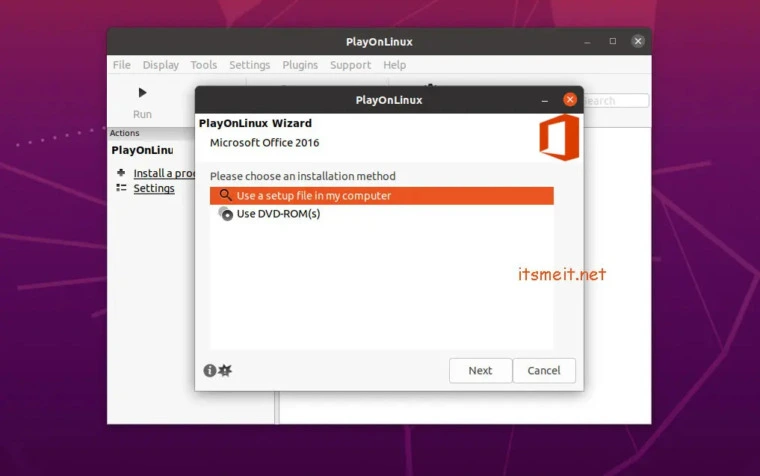 PlayOnLinux
File Display Tools Settings Plugins Support Help
Run
Search
Actions
PlayOnLinu
Install a pro
Settings
PlayOnLinux
PlayOnLinux Wizard
Microsoft Office 2016
Please choose an installation method
Use a setup file in my computer
Use DVD-ROM(s)
itsmeit.net
Next Cancel